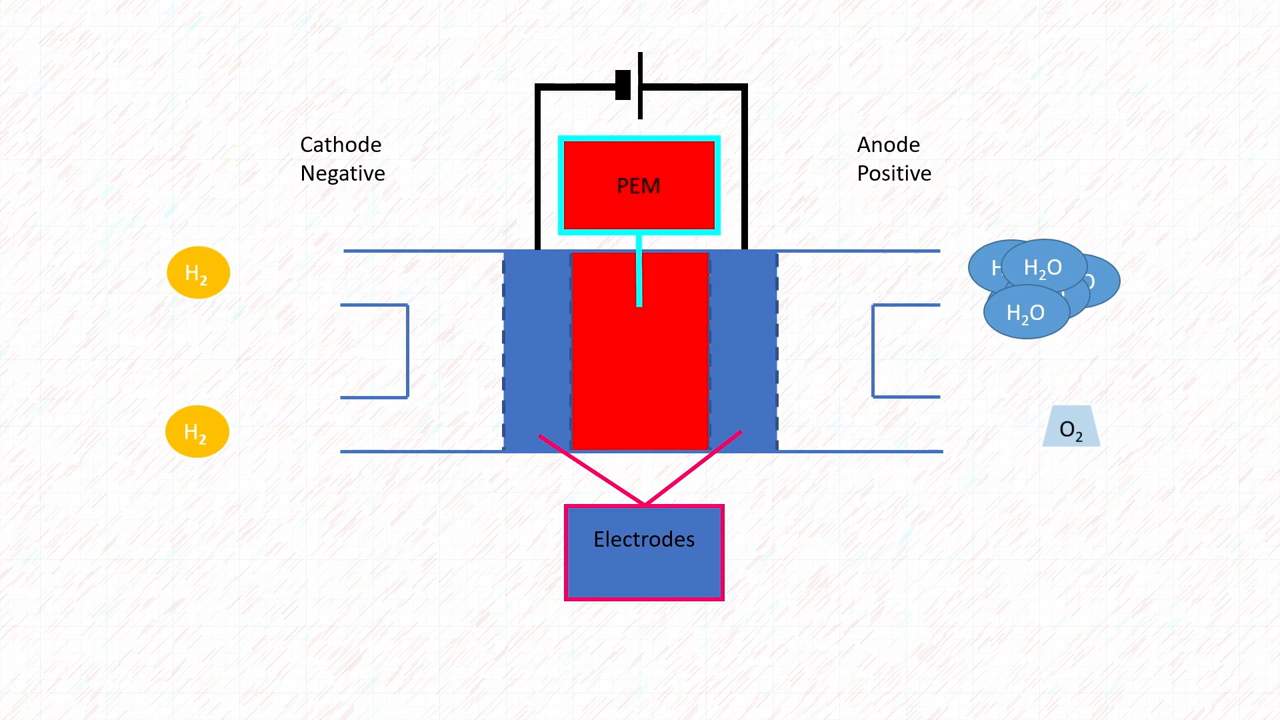 Cathode
Negative
Anode
Positive
PEM
H₂
H₂O
H₂O
H₂
O₂
Electrodes